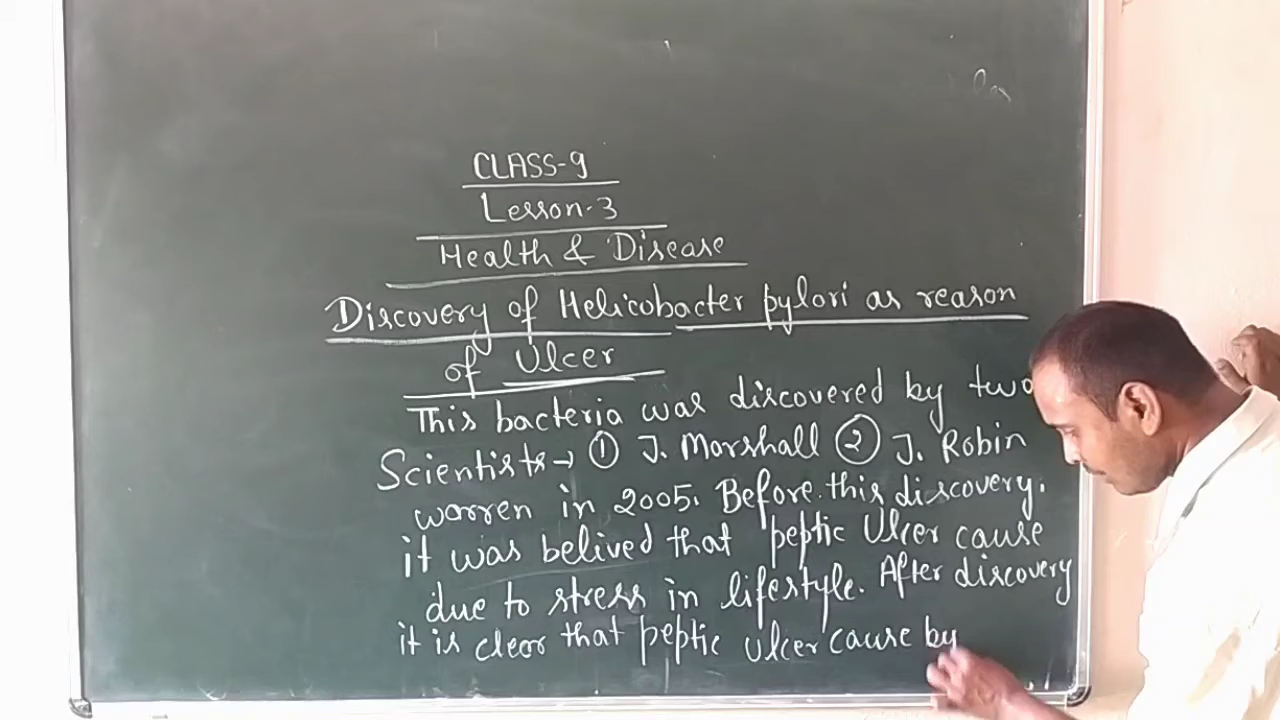 CLASS-9
Lesson-3
Health & Disease
Discovery of Helicobacter pylori as reason
of Ulcer
This bacteria was discovered by two
Scientists→ ① J. Marshall ② J. Robin
warren in 2005. Before this discovery.
it was belived that peptic Ulcer cause
due to stress in lifestyle. After discovery
it is clear that peptic ulcer cause by